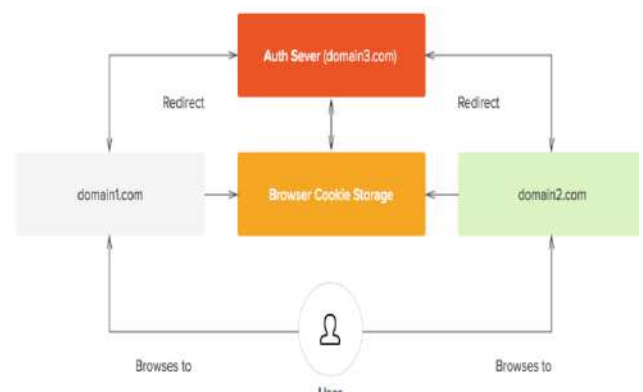 Auth Sever (domain3.com)
Redirect
Redirect
domain1.com
Browser Cookie Storage
domain2.com
Browses to
Browses to
User